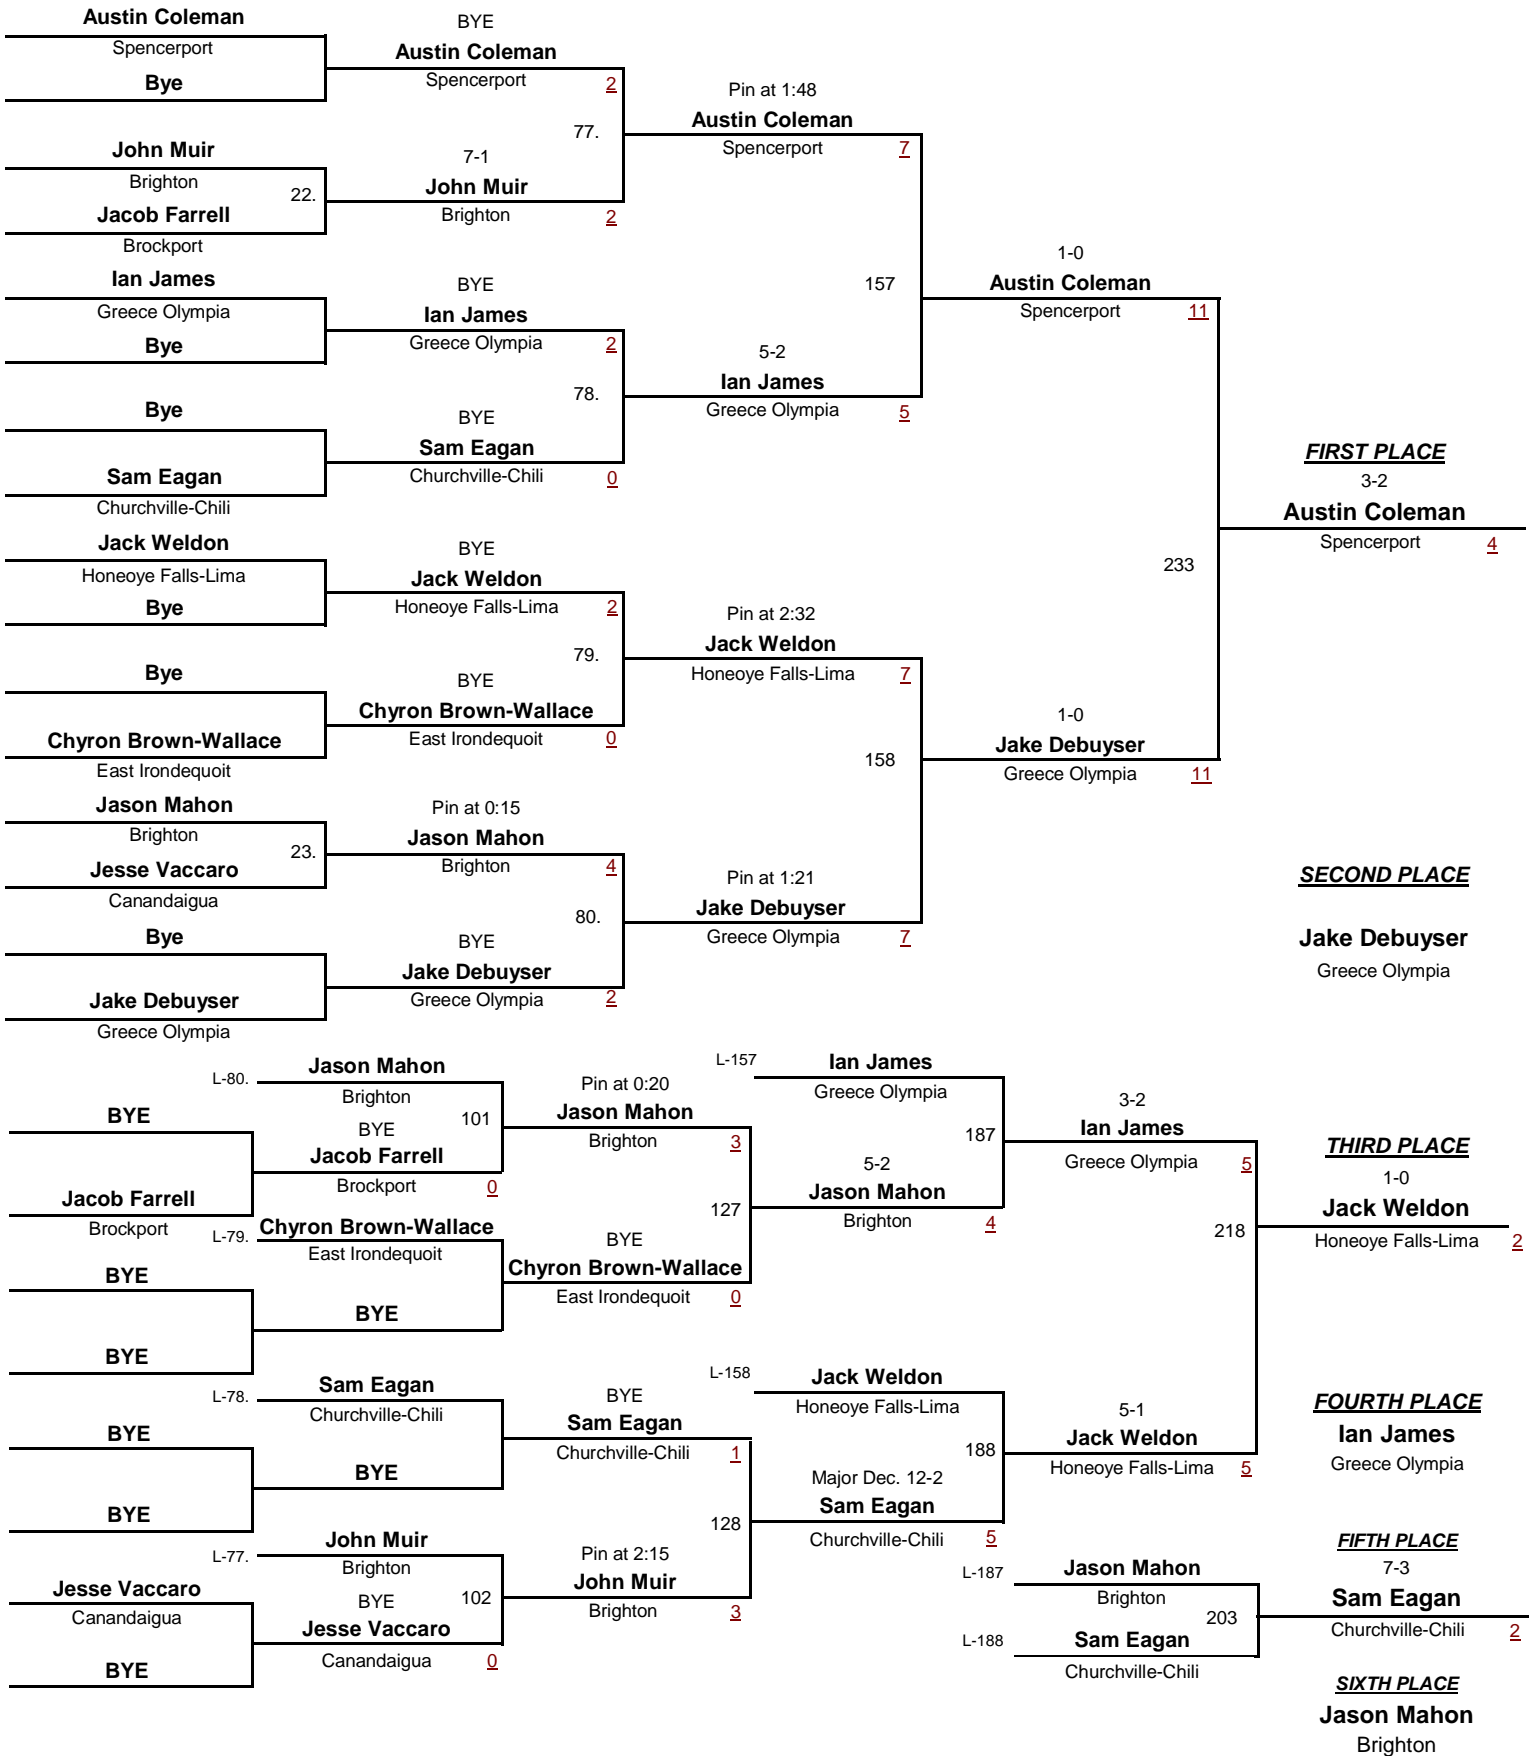 Austin Coleman
Spencerport
Bye
BYE
Austin Coleman
Spencerport
2
77.
John Muir
Brighton
22.
Jacob Farrell
Brockport
7-1
John Muir
Brighton
2
Pin at 1:48
Austin Coleman
Spencerport
7
Ian James
Greece Olympia
Bye
BYE
Ian James
Greece Olympia
2
78.
Bye
Sam Eagan
Churchville-Chili
BYE
Sam Eagan
Churchville-Chili
0
5-2
Ian James
Greece Olympia
5
157
1-0
Austin Coleman
Spencerport
11
Jack Weldon
Honeoye Falls-Lima
Bye
BYE
Jack Weldon
Honeoye Falls-Lima
2
79.
Bye
Chyron Brown-Wallace
East Irondequoit
BYE
Chyron Brown-Wallace
East Irondequoit
0
Pin at 2:32
Jack Weldon
Honeoye Falls-Lima
7
158
Jason Mahon
Brighton
23.
Jesse Vaccaro
Canandaigua
Pin at 0:15
Jason Mahon
Brighton
4
80.
Bye
Jake Debuyser
Greece Olympia
BYE
Jake Debuyser
Greece Olympia
2
Pin at 1:21
Jake Debuyser
Greece Olympia
7
1-0
Jake Debuyser
Greece Olympia
11
233
FIRST PLACE
3-2
Austin Coleman
Spencerport
4
SECOND PLACE
Jake Debuyser
Greece Olympia
L-80.
Jason Mahon
Brighton
101
BYE
Jacob Farrell
Brockport
BYE
Jacob Farrell
Brockport
0
Pin at 0:20
Jason Mahon
Brighton
3
127
L-79.
Chyron Brown-Wallace
East Irondequoit
BYE
BYE
BYE
BYE
Chyron Brown-Wallace
East Irondequoit
0
L-157
Ian James
Greece Olympia
187
5-2
Jason Mahon
Brighton
4
3-2
Ian James
Greece Olympia
5
218
L-78.
Sam Eagan
Churchville-Chili
BYE
BYE
BYE
BYE
Sam Eagan
Churchville-Chili
1
128
L-77.
John Muir
Brighton
102
Jesse Vaccaro
Canandaigua
BYE
BYE
Jesse Vaccaro
Canandaigua
0
Pin at 2:15
John Muir
Brighton
3
L-158
Jack Weldon
Honeoye Falls-Lima
188
Major Dec. 12-2
Sam Eagan
Churchville-Chili
5
5-1
Jack Weldon
Honeoye Falls-Lima
5
THIRD PLACE
1-0
Jack Weldon
Honeoye Falls-Lima
2
FOURTH PLACE
Ian James
Greece Olympia
L-187
Jason Mahon
Brighton
203
L-188
Sam Eagan
Churchville-Chili
FIFTH PLACE
7-3
Sam Eagan
Churchville-Chili
2
SIXTH PLACE
Jason Mahon
Brighton